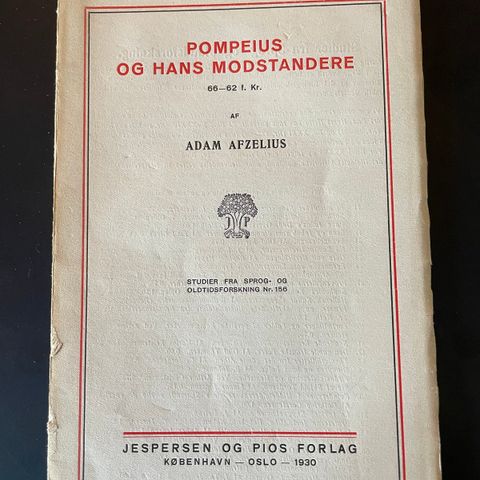 POMPEIUS
OG HANS MODSTANDERE
66—62 f. Kr.
AF
ADAM AFZELIUS
J P
STUDIER FRA SPROG- OG
OLDTIDSFORSKNING Nr. 156
JESPERSEN OG PIOS FORLAG
KØBENHAVN — OSLO — 1930